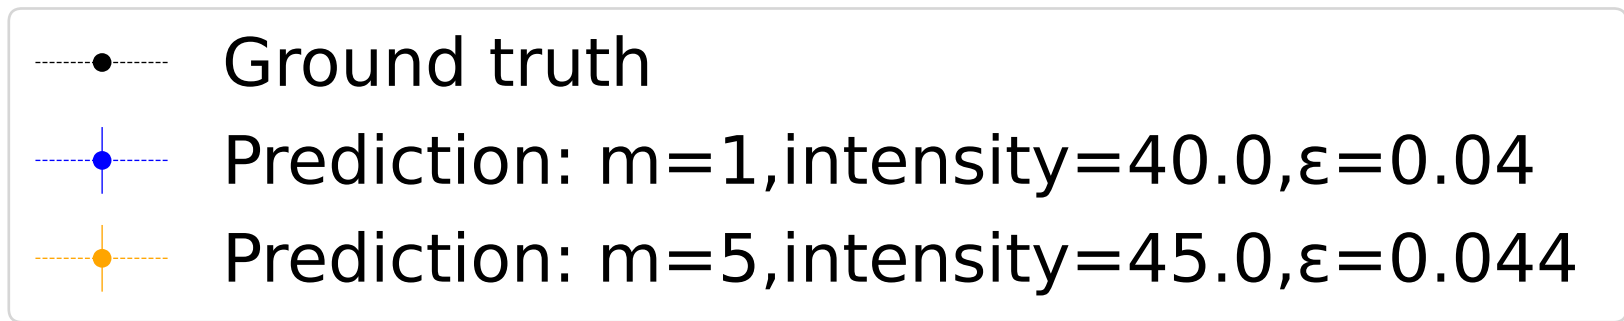 Ground truth
Prediction: m=1,intensity=40.0,ε=0.04
Prediction: m=5,intensity=45.0,ε=0.044